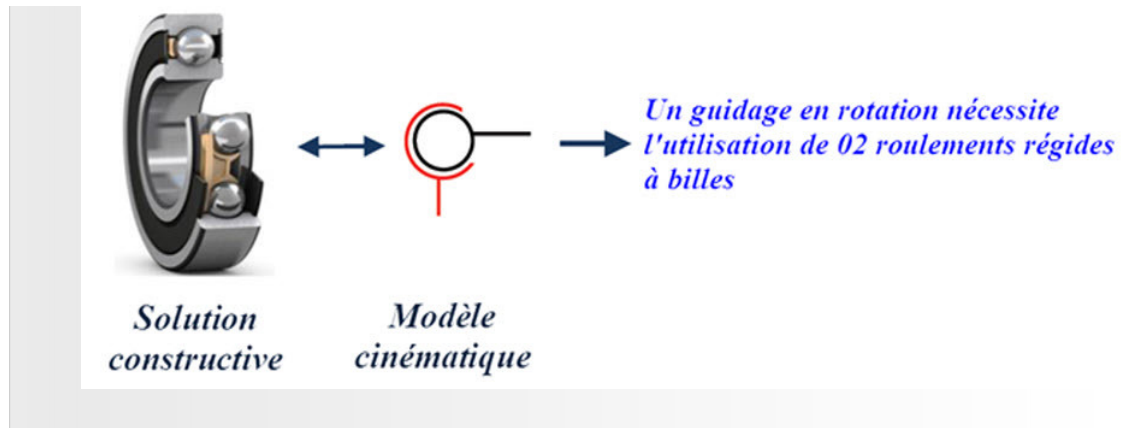 Un guidage en rotation nécessite
l'utilisation de 02 roulements régides
à billes
Solution
constructive
Modèle
cinématique